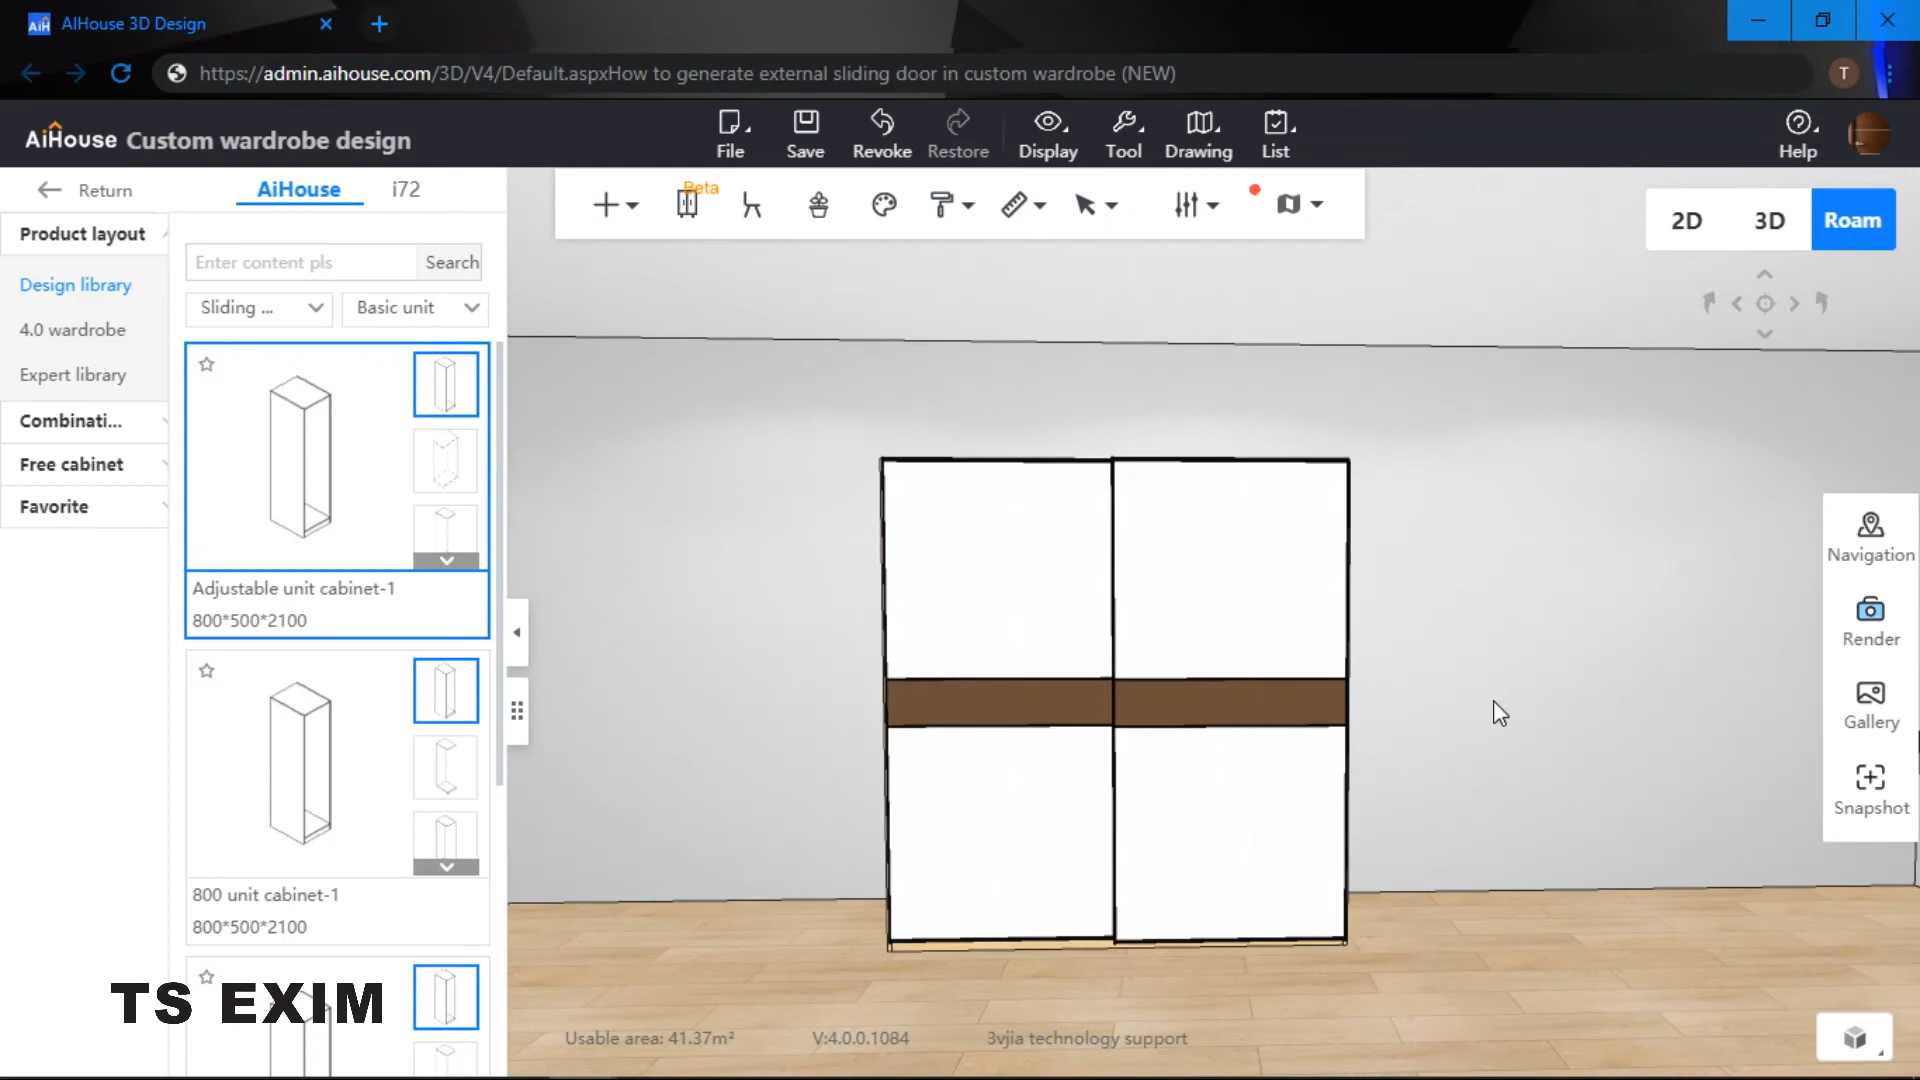 AIHouse 3D Design
https://admin.aihouse.com/3D/V4/Default.aspxHow to generate external sliding door in custom wardrobe (NEW)
T
AiHouse Custom wardrobe design
File
Save
Revoke
Restore
Display
Tool
Drawing
List
Help
Return
AiHouse
i72
Beta
2D
3D
Roam
Product layout
Design library
4.0 wardrobe
Expert library
Combinati...
Free cabinet
Favorite
Enter content pls
Search
Sliding ...
Basic unit
Adjustable unit cabinet-1
800*500*2100
800 unit cabinet-1
800*500*2100
Navigation
Render
Gallery
Snapshot
TS EXIM
Usable area: 41.37m²
V:4.0.0.1084
3vjia technology support